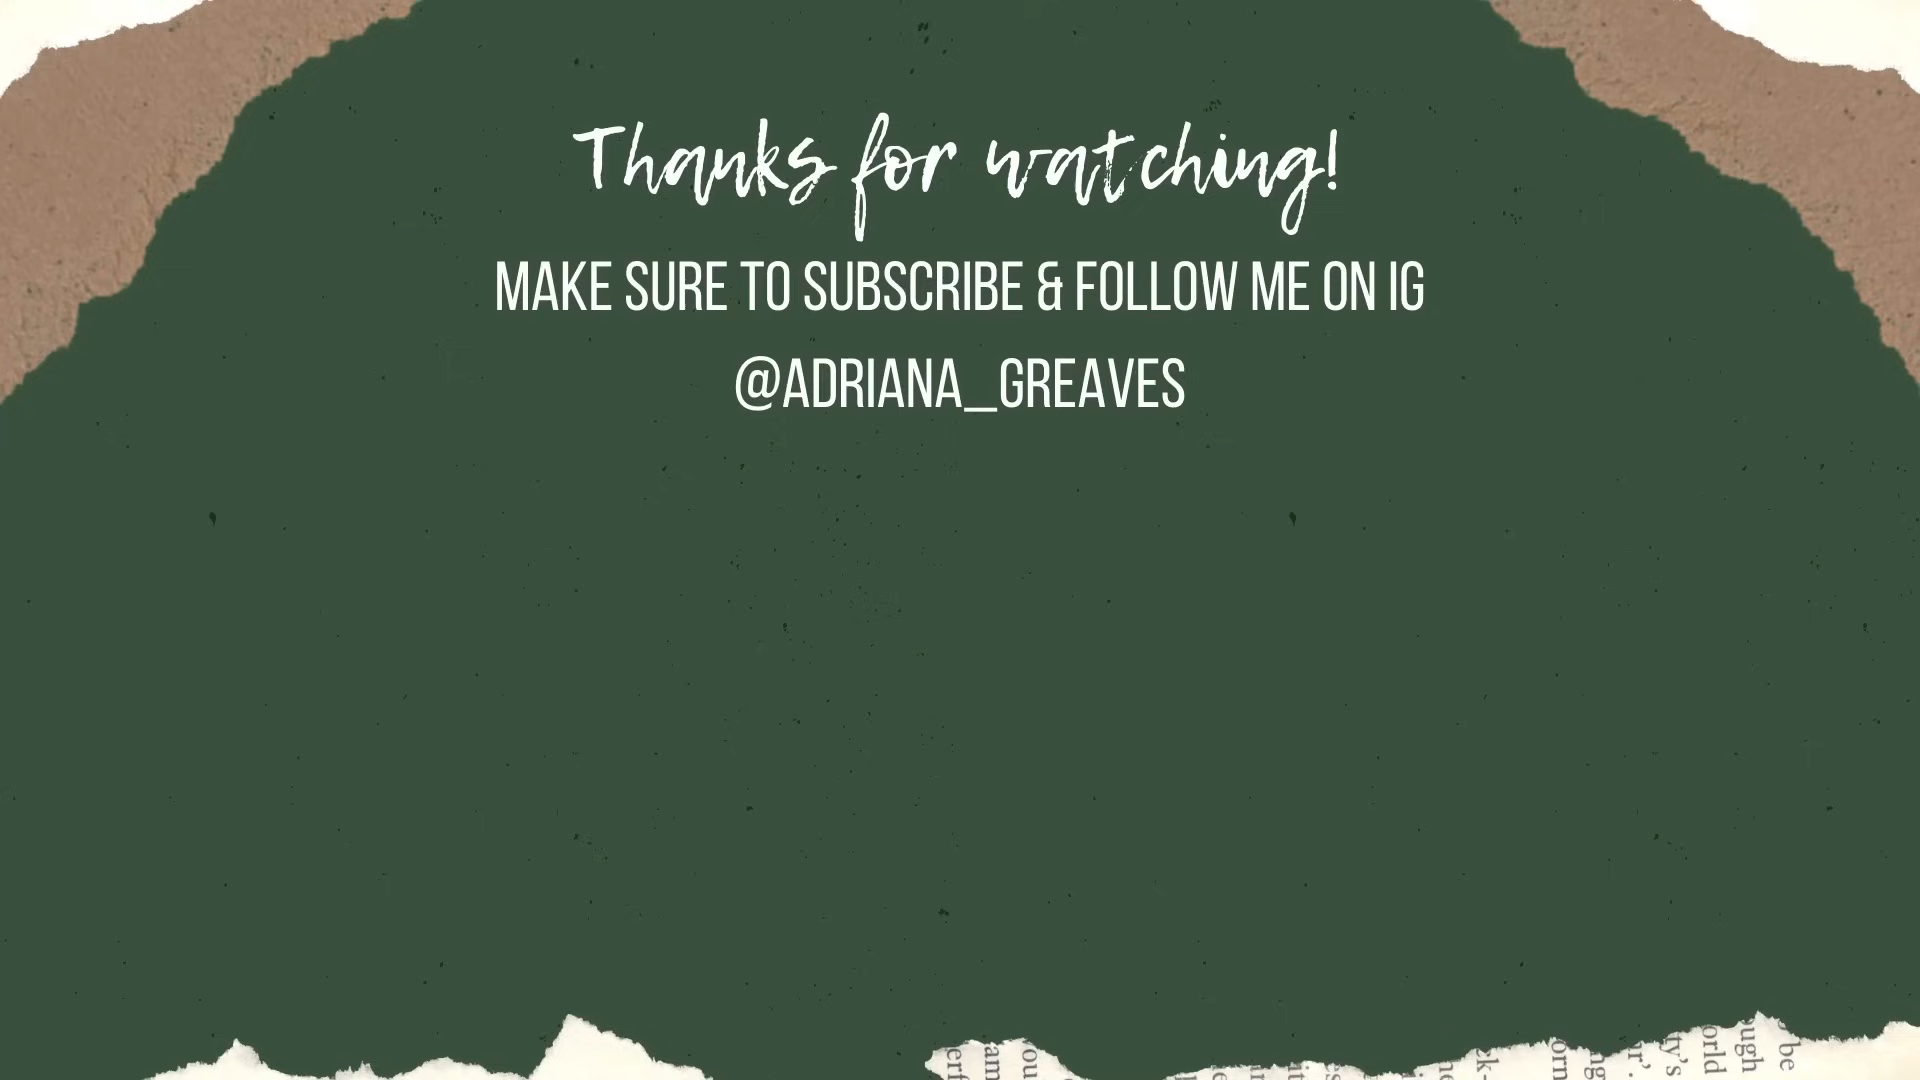 Thanks for watching!
MAKE SURE TO SUBSCRIBE & FOLLOW ME ON IG
@ADRIANA_GREAVES